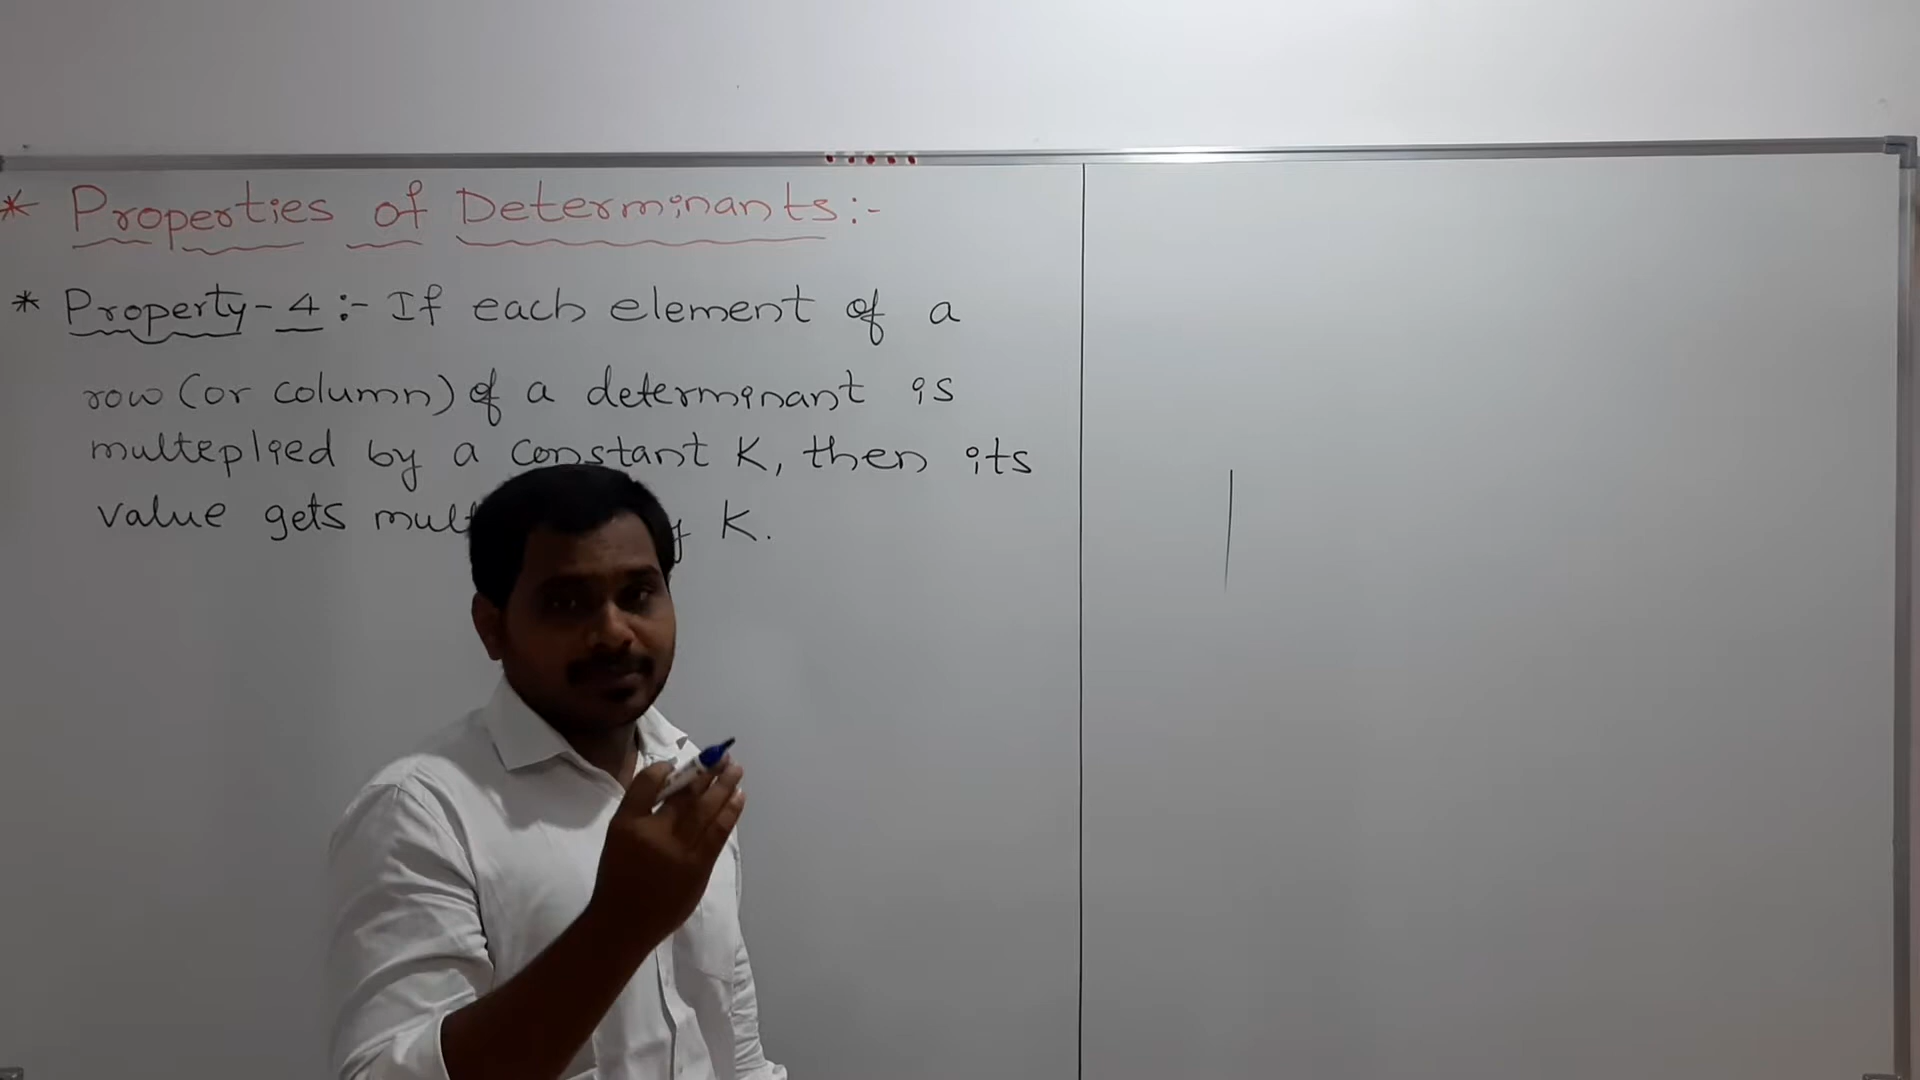 * Properties of Determinants:-
* Property-4:- If each element of a
row (or column) of a determinant is
multeplied by a constant K, then its
value gets K.